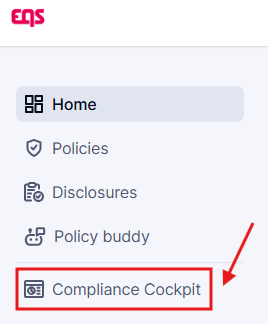 EQS
Home
Policies
Disclosures
Policy buddy
Compliance Cockpit